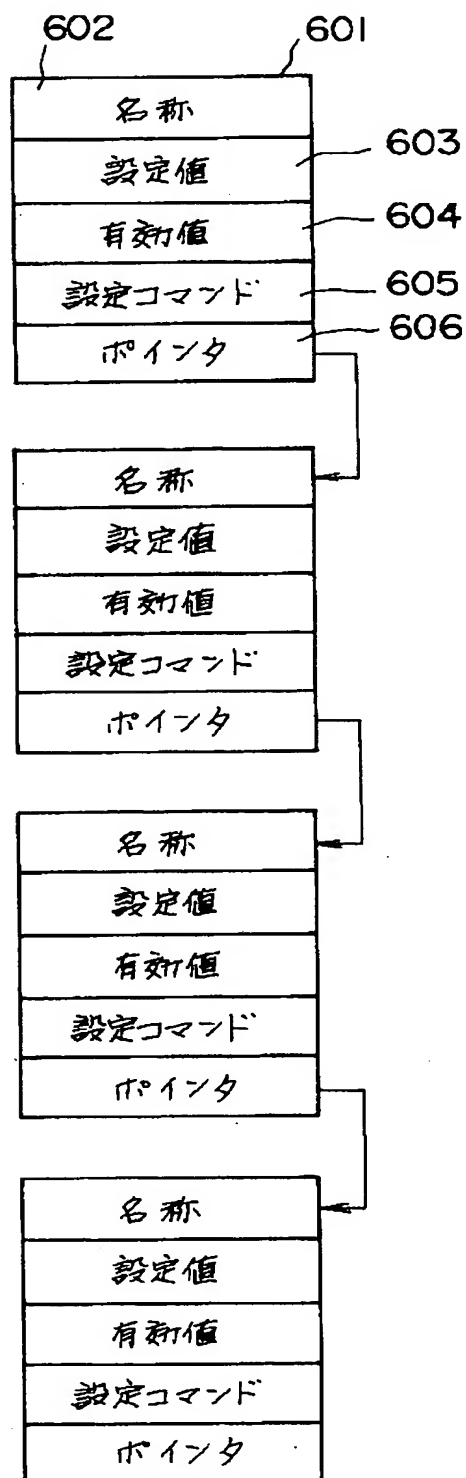 602 601
名称
設定値 603
有効値 604
設定コマンド 605
ポインタ 606
名称
設定値
有効値
設定コマンド
ポインタ
名称
設定値
有効値
設定コマンド
ポインタ
名称
設定値
有効値
設定コマンド
ポインタ